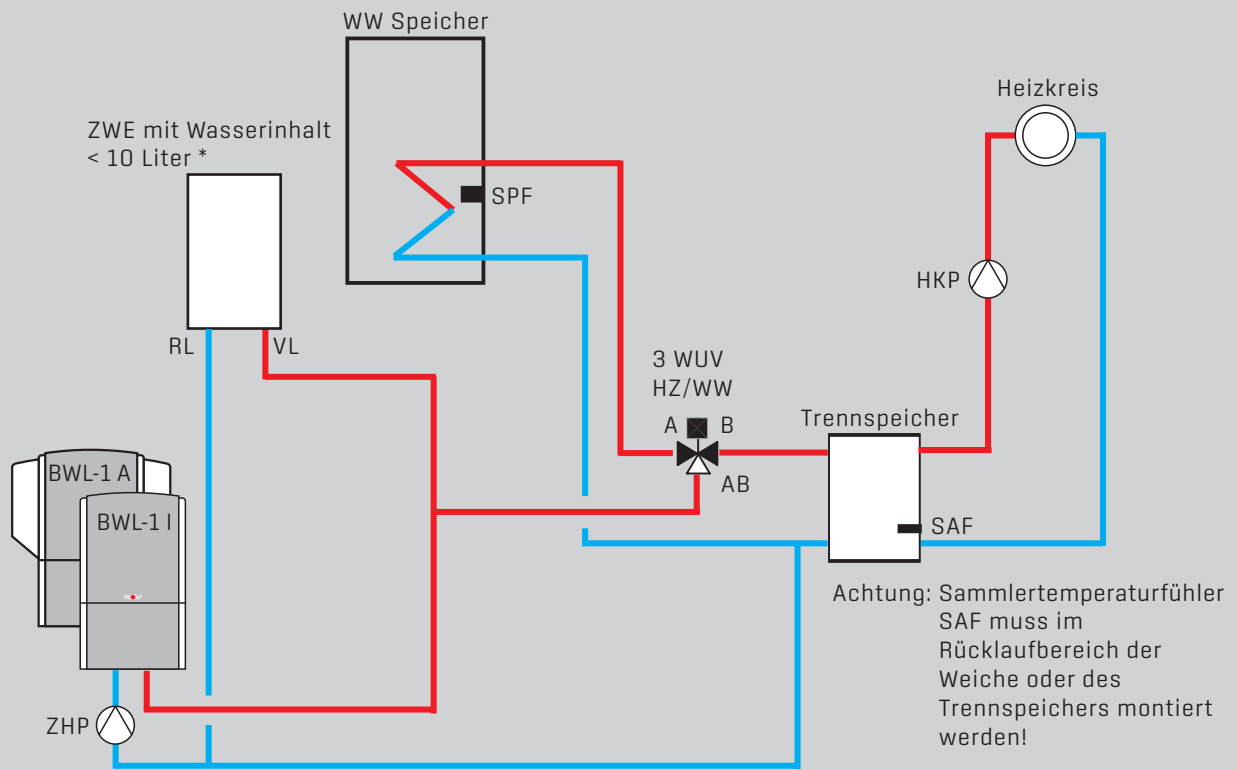 WW Speicher
Heizkreis
ZWE mit Wasserinhalt
< 10 Liter *
SPF
HKP
RL
VL
3 WUV
HZ/WW
A
B
AB
Trennspeicher
BWL-1 A
BWL-1 I
SAF
Achtung: Sammlertemperaturfühler
SAF muss im
Rücklaufbereich der
Weiche oder des
Trennspeichers montiert
werden!
ZHP